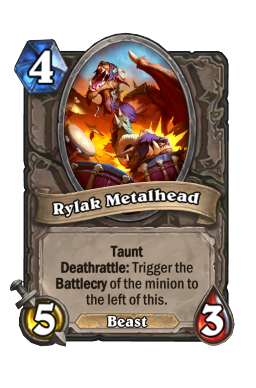 4
Rylak Metalhead
Taunt
Deathrattle: Trigger the
Battlecry of the minion to
the left of this.
5
Beast
3